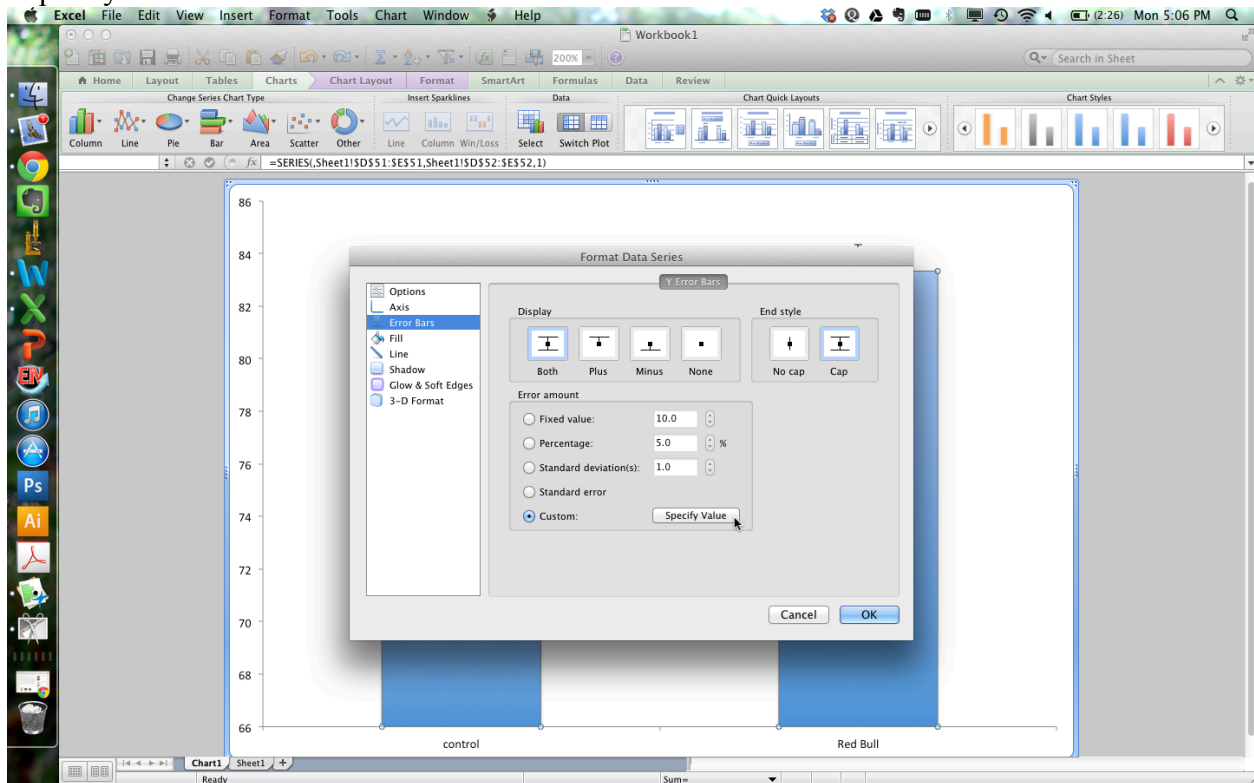 Excel File Edit View Insert Format Tools Chart Window Help (2:26) Mon 5:06 PM
Workbook1
200% Search in Sheet
Home Layout Tables Charts Chart Layout Format SmartArt Formulas Data Review
Change Series Chart Type Insert Sparklines Data Chart Quick Layouts Chart Styles
Column Line Pie Bar Area Scatter Other Line Column Win/Loss Select Switch Plot
fx =SERIES(,Sheet1!$D$51:$E$51,Sheet1!$D$52:$E$52,1)
86
84
82
80
78
76
74
72
70
68
66
control Red Bull
Format Data Series
Y Error Bars
Options
Axis
Error Bars
Fill
Line
Shadow
Glow & Soft Edges
3-D Format
Display
Both Plus Minus None
End style
No cap Cap
Error amount
Fixed value: 10.0
Percentage: 5.0 %
Standard deviation(s): 1.0
Standard error
Custom: Specify Value
Cancel OK
Ps
Ai
Chart1 Sheet1 +
Ready Sum=